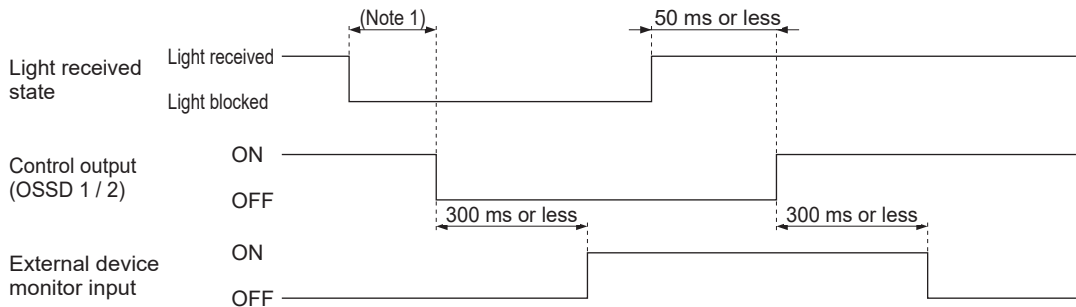 (Note 1)
50 ms or less
Light received state
Light received
Light blocked
Control output (OSSD 1 / 2)
ON
OFF
300 ms or less
300 ms or less
External device monitor input
ON
OFF